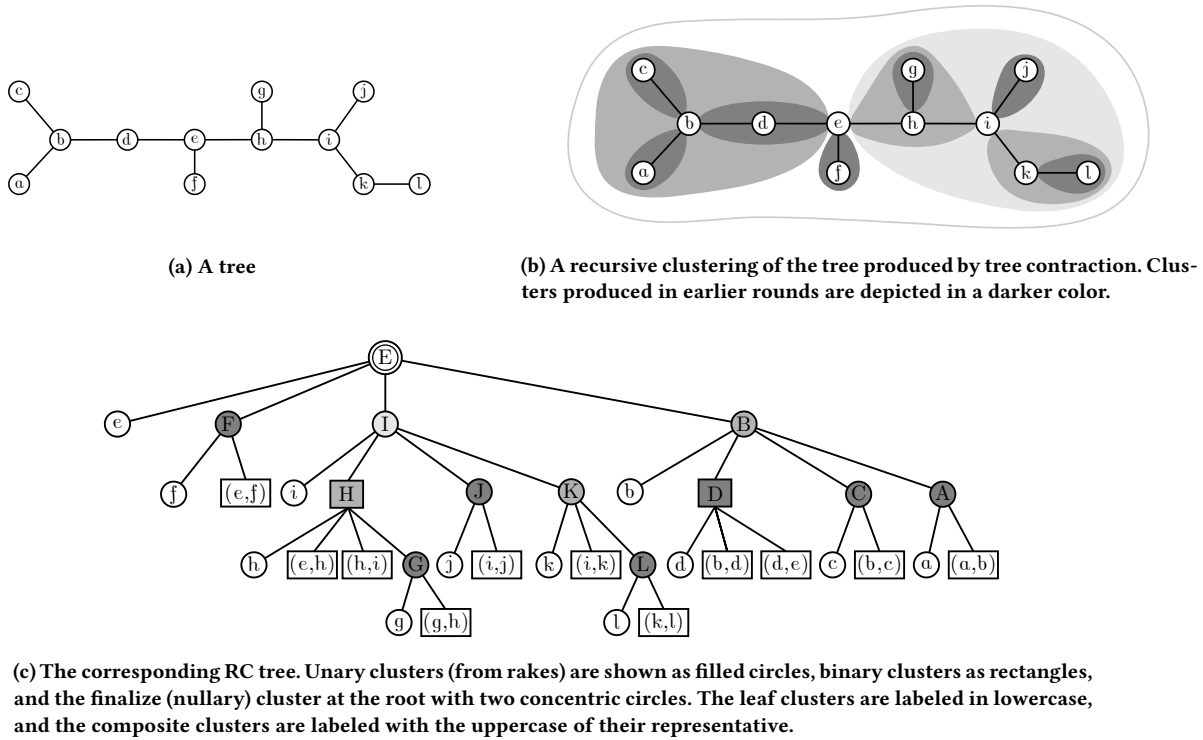 c g j
b d e h i
a f k l
c g j
b d e h i
a f k l
(a) A tree
(b) A recursive clustering of the tree produced by tree contraction. Clus-
ters produced in earlier rounds are depicted in a darker color.
E
e F I B
f (e,f) i H J K b D C A
h (e,h) (h,i) G j (i,j) k (i,k) L d (b,d) (d,e) c (b,c) a (a,b)
g (g,h) l (k,l)
(c) The corresponding RC tree. Unary clusters (from rakes) are shown as filled circles, binary clusters as rectangles,
and the finalize (nullary) cluster at the root with two concentric circles. The leaf clusters are labeled in lowercase,
and the composite clusters are labeled with the uppercase of their representative.